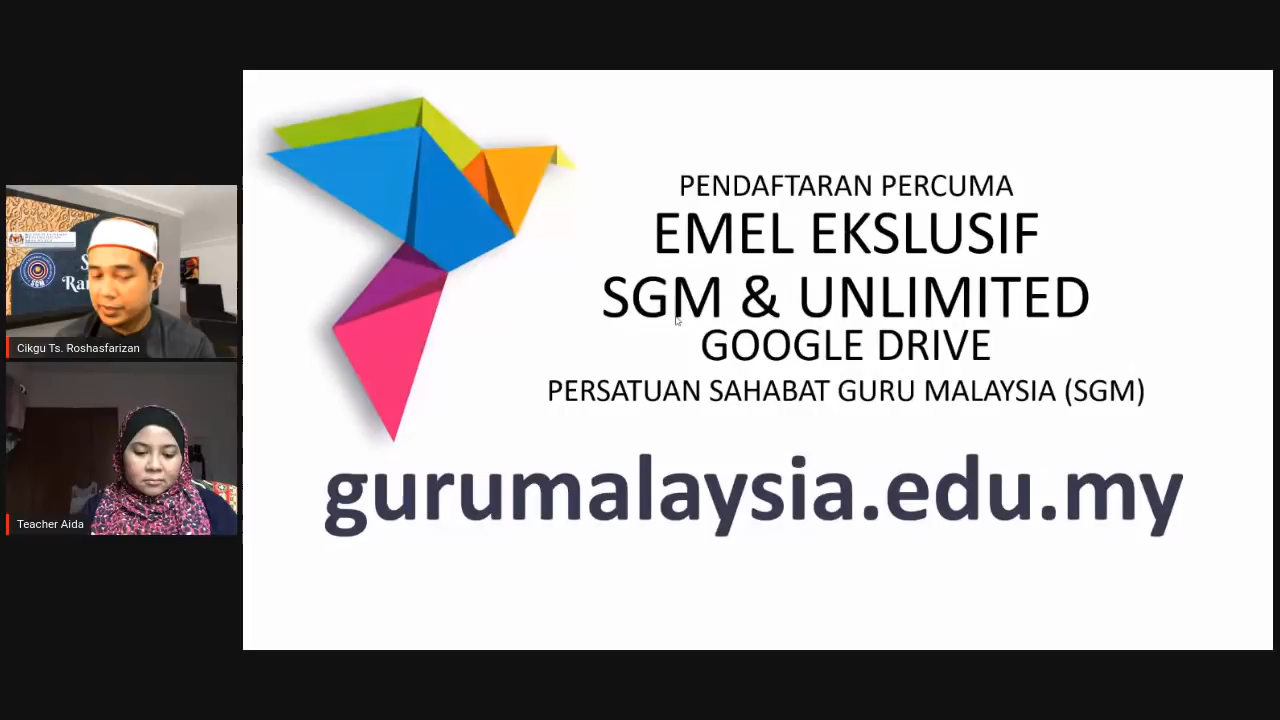 PENDAFTARAN PERCUMA
EMEL EKSLUSIF
SGM & UNLIMITED
GOOGLE DRIVE
PERSATUAN SAHABAT GURU MALAYSIA (SGM)
gurumalaysia.edu.my
SGM
Cikgu Ts. Roshasfarizan
Teacher Aida